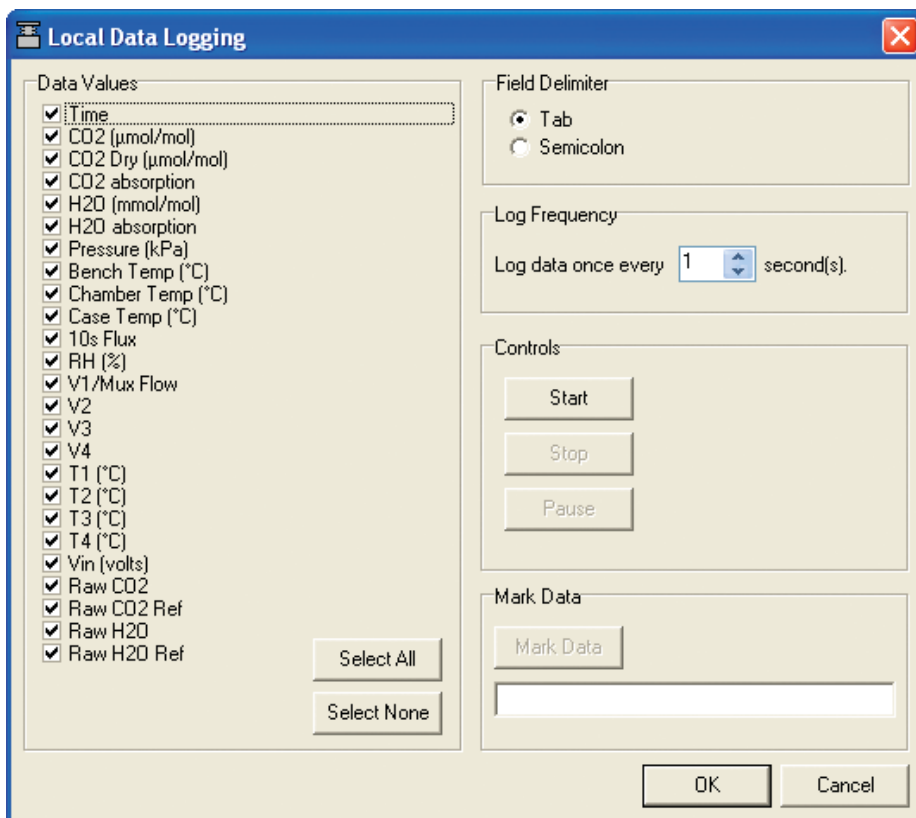 Local Data Logging
Data Values
Time
CO2 (µmol/mol)
CO2 Dry (µmol/mol)
CO2 absorption
H2O (mmol/mol)
H2O absorption
Pressure (kPa)
Bench Temp (°C)
Chamber Temp (°C)
Case Temp (°C)
10s Flux
RH (%)
V1/Mux Flow
V2
V3
V4
T1 (°C)
T2 (°C)
T3 (°C)
T4 (°C)
Vin (volts)
Raw CO2
Raw CO2 Ref
Raw H2O
Raw H2O Ref
Select All
Select None
Field Delimiter
Tab
Semicolon
Log Frequency
Log data once every 1 second(s).
Controls
Start
Stop
Pause
Mark Data
Mark Data
OK
Cancel